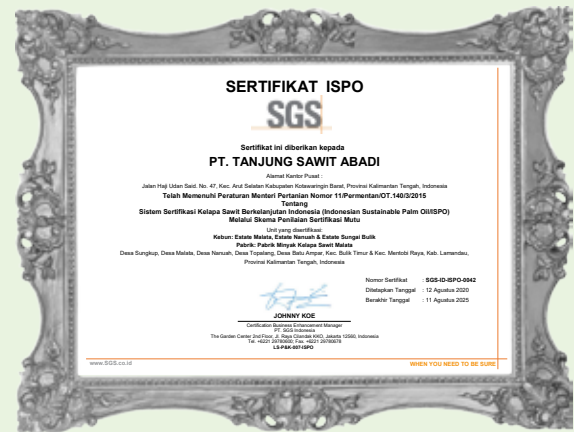 SERTIFIKAT ISPO
SGS
Sertifikat ini diberikan kepada
PT. TANJUNG SAWIT ABADI
Alamat Kantor Pusat :
Jalan Haji Udan Said. No. 47, Kec. Arut Selatan Kabupaten Kotawaringin Barat, Provinsi Kalimantan Tengah, Indonesia
Telah Memenuhi Peraturan Menteri Pertanian Nomor 11/Permentan/OT.140/3/2015
Tentang
Sistem Sertifikasi Kelapa Sawit Berkelanjutan Indonesia (Indonesian Sustainable Palm Oil/ISPO)
Melalui Skema Penilaian Sertifikasi Mutu
Unit yang disertifikasi:
Kebun: Estate Malata, Estate Nanuah & Estate Sungai Bulik
Pabrik: Pabrik Minyak Kelapa Sawit Malata
Desa Sungkup, Desa Malata, Desa Nanuah, Desa Topalang, Desa Batu Ampar, Kec. Bulik Timur & Kec. Mentobi Raya, Kab. Lamandau,
Provinsi Kalimantan Tengah, Indonesia
Nomor Sertifikat : SGS-ID-ISPO-0042
Ditetapkan Tanggal : 12 Agustus 2020
Berakhir Tanggal : 11 Agustus 2025
JOHNNY KOE
Certification Business Enhancement Manager
PT. SGS Indonesia
The Garden Center 2nd Floor, Jl. Raya Cilandak KKO, Jakarta 12560, Indonesia
Tel. +6221 29780600; Fax. +6221 29780678
LS-P&K-007-ISPO
www.SGS.co.id
WHEN YOU NEED TO BE SURE